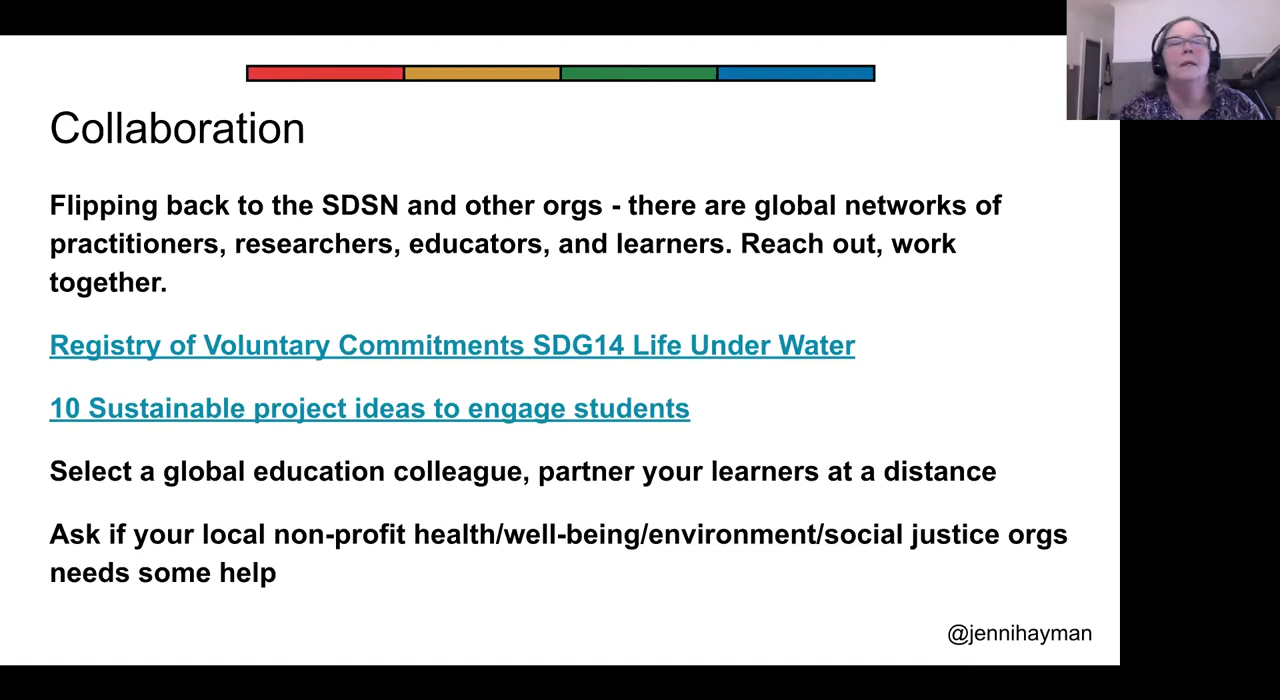 Collaboration
Flipping back to the SDSN and other orgs - there are global networks of
practitioners, researchers, educators, and learners. Reach out, work
together.
Registry of Voluntary Commitments SDG14 Life Under Water
10 Sustainable project ideas to engage students
Select a global education colleague, partner your learners at a distance
Ask if your local non-profit health/well-being/environment/social justice orgs
needs some help
@jennihayman